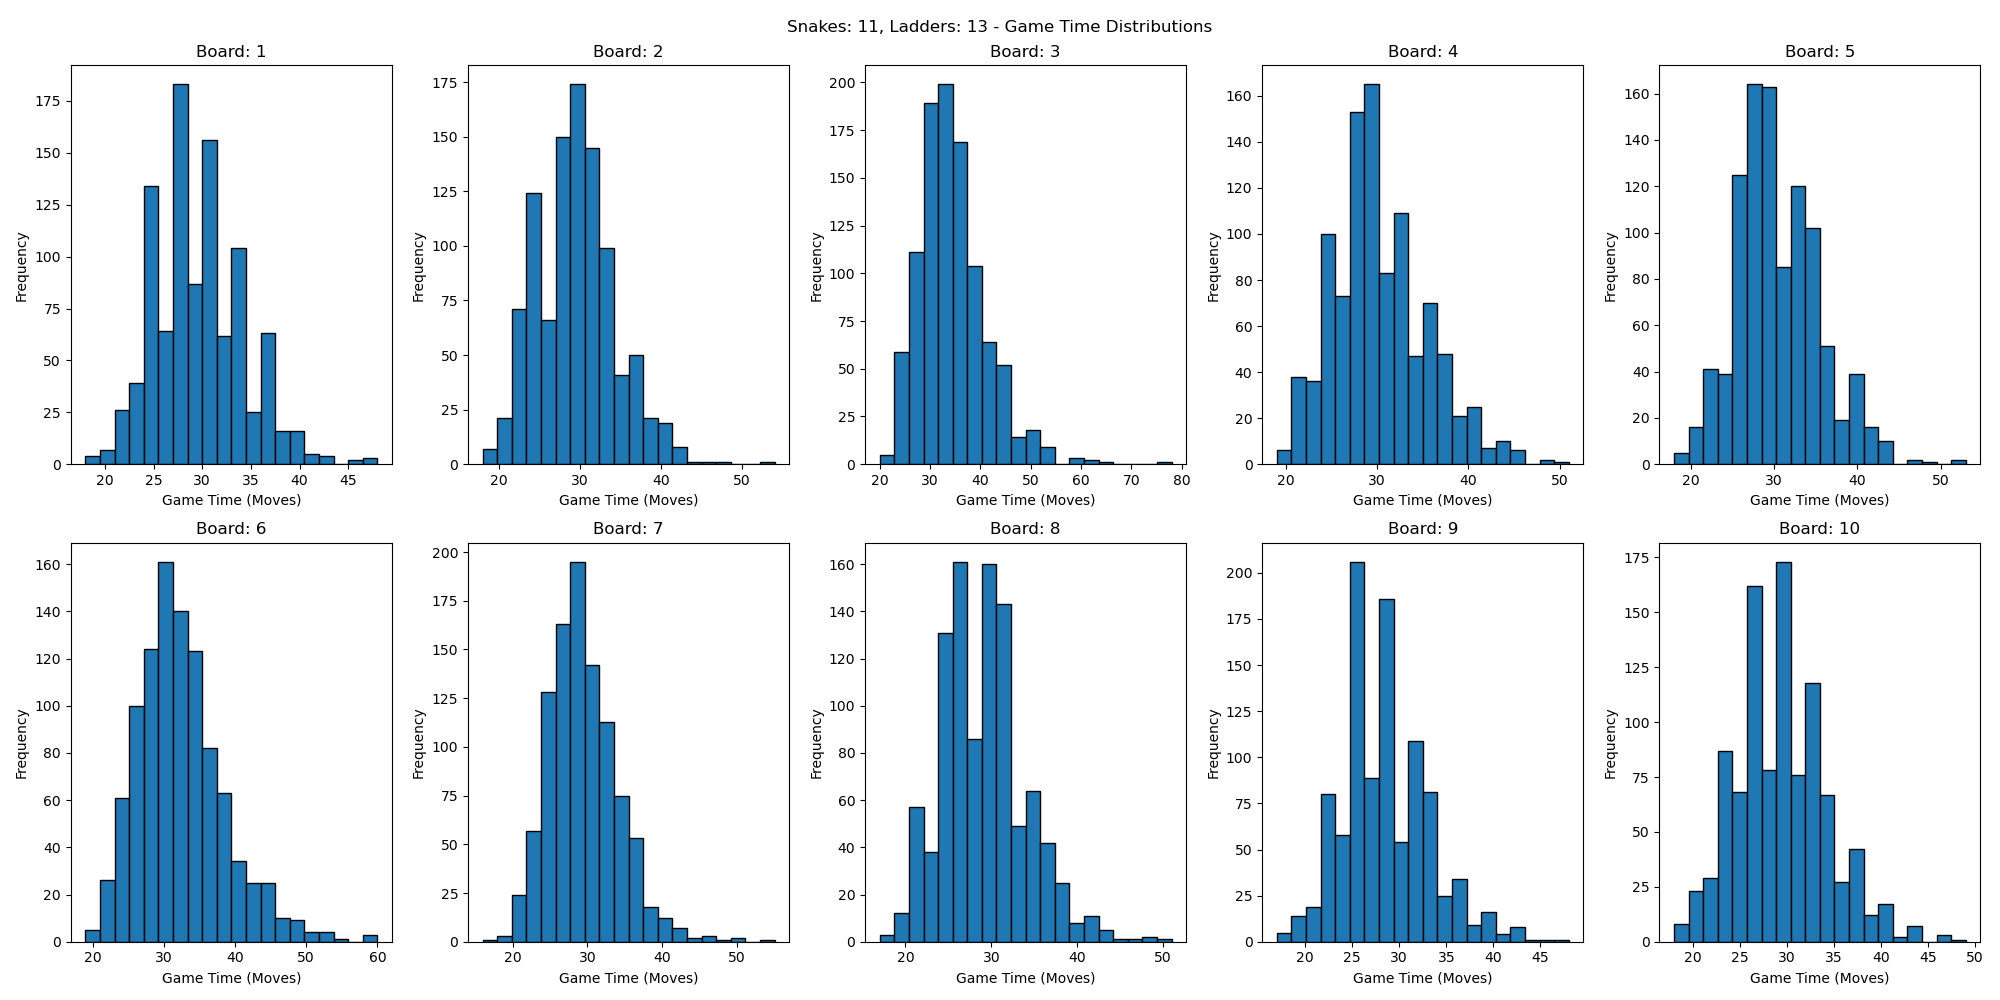 Snakes: 11, Ladders: 13 - Game Time Distributions
Board: 1
Frequency
175
150
125
100
75
50
25
0
20 25 30 35 40 45
Game Time (Moves)
Board: 2
Frequency
175
150
125
100
75
50
25
0
20 30 40 50
Game Time (Moves)
Board: 3
Frequency
200
175
150
125
100
75
50
25
0
20 30 40 50 60 70 80
Game Time (Moves)
Board: 4
Frequency
160
140
120
100
80
60
40
20
0
20 30 40 50
Game Time (Moves)
Board: 5
Frequency
160
140
120
100
80
60
40
20
0
20 30 40 50
Game Time (Moves)
Board: 6
Frequency
160
140
120
100
80
60
40
20
0
20 30 40 50 60
Game Time (Moves)
Board: 7
Frequency
200
175
150
125
100
75
50
25
0
20 30 40 50
Game Time (Moves)
Board: 8
Frequency
160
140
120
100
80
60
40
20
0
20 30 40 50
Game Time (Moves)
Board: 9
Frequency
200
175
150
125
100
75
50
25
0
20 25 30 35 40 45
Game Time (Moves)
Board: 10
Frequency
175
150
125
100
75
50
25
0
20 25 30 35 40 45 50
Game Time (Moves)